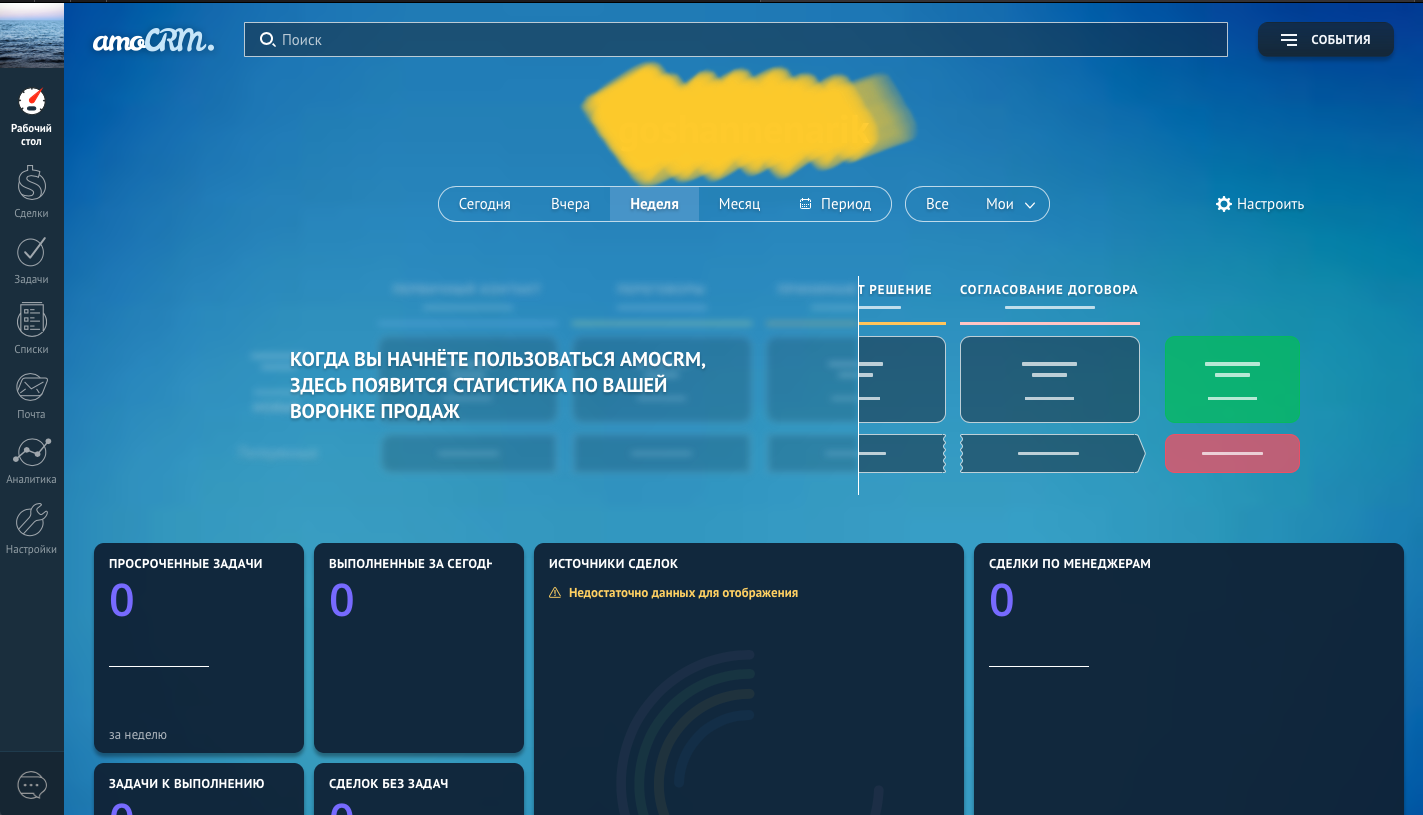 amoCRM.
Поиск
СОБЫТИЯ
Рабочий
стол
Сделки
Задачи
Списки
Почта
Аналитика
Настройки
Сегодня Вчера Неделя Месяц Период Все Мои
Настроить
Т РЕШЕНИЕ СОГЛАСОВАНИЕ ДОГОВОРА
КОГДА ВЫ НАЧНЁТЕ ПОЛЬЗОВАТЬСЯ AMOCRM,
ЗДЕСЬ ПОЯВИТСЯ СТАТИСТИКА ПО ВАШЕЙ
ВОРОНКЕ ПРОДАЖ
ПРОСРОЧЕННЫЕ ЗАДАЧИ
0
за неделю
ВЫПОЛНЕННЫЕ ЗА СЕГОДН
0
ИСТОЧНИКИ СДЕЛОК
Недостаточно данных для отображения
СДЕЛКИ ПО МЕНЕДЖЕРАМ
0
ЗАДАЧИ К ВЫПОЛНЕНИЮ
0
СДЕЛОК БЕЗ ЗАДАЧ
0